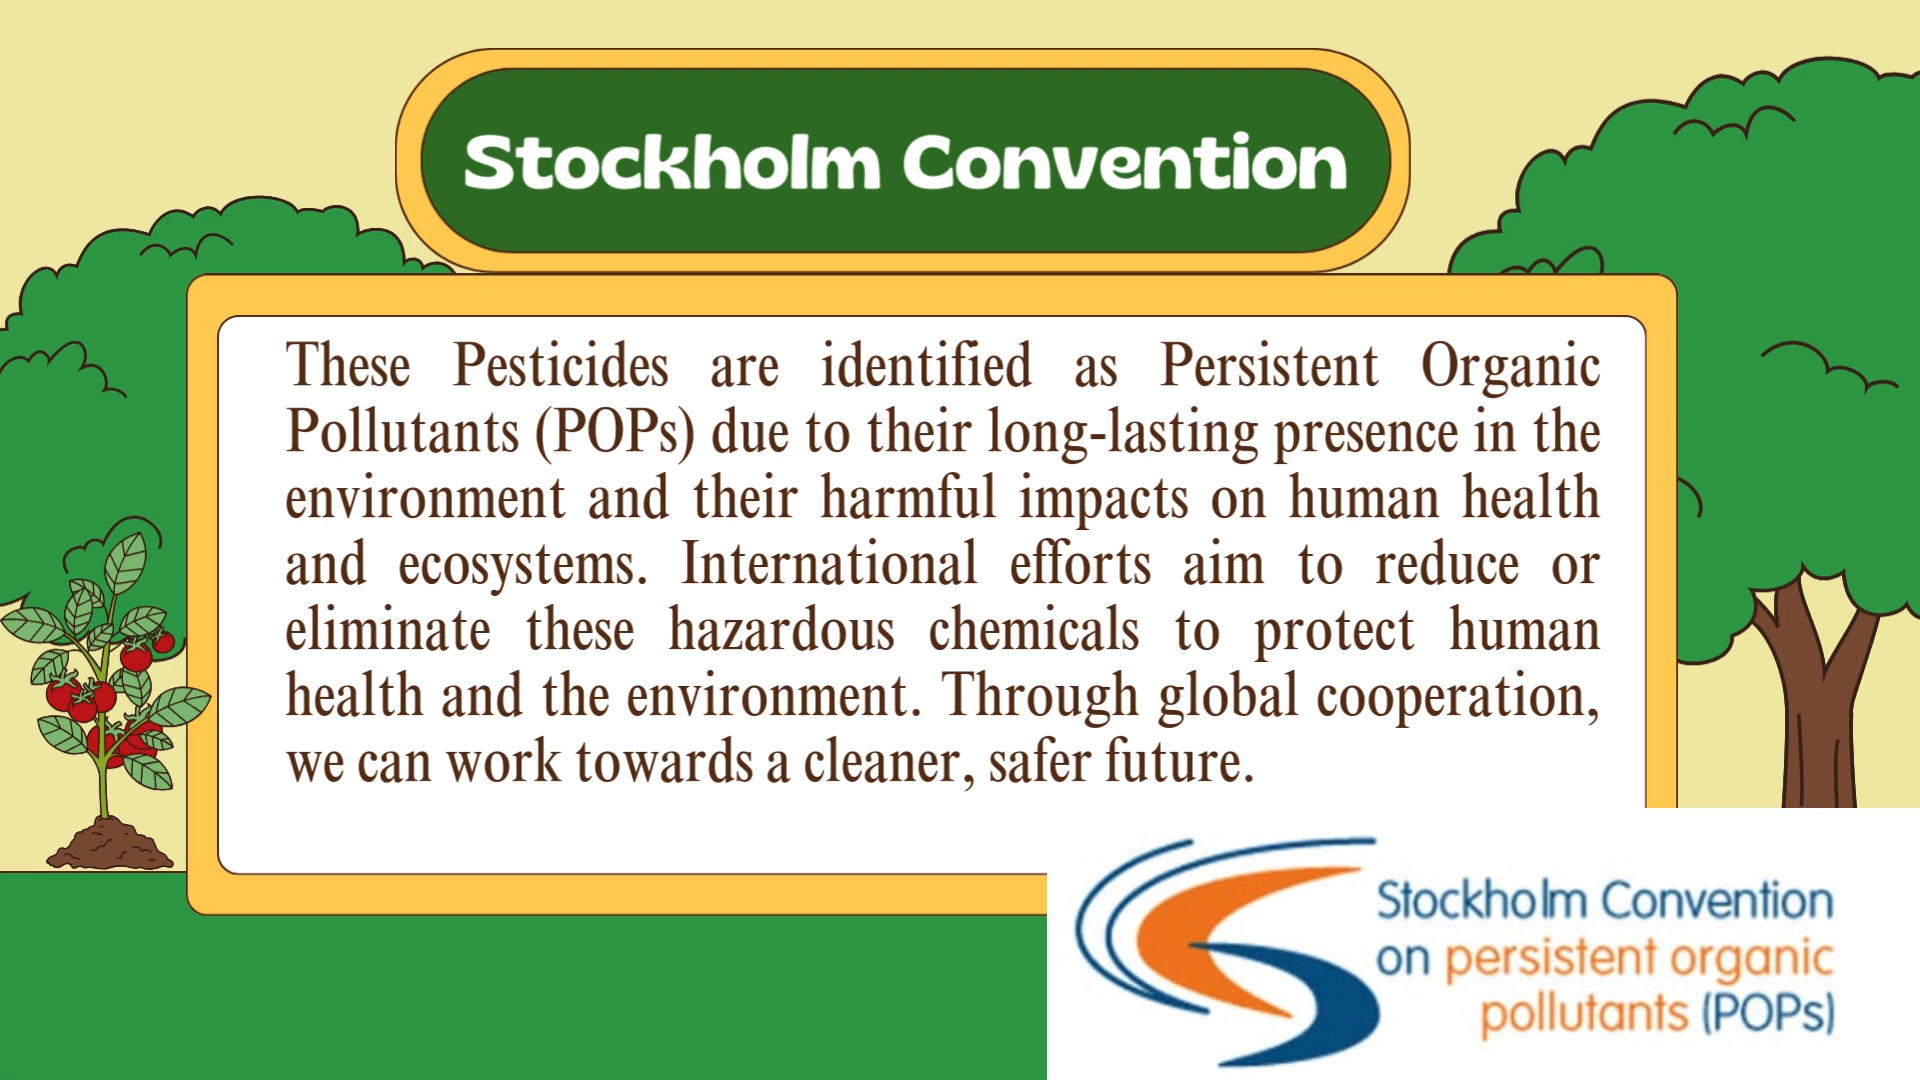 Stockholm Convention
These Pesticides are identified as Persistent Organic
Pollutants (POPs) due to their long-lasting presence in the
environment and their harmful impacts on human health
and ecosystems. International efforts aim to reduce or
eliminate these hazardous chemicals to protect human
health and the environment. Through global cooperation,
we can work towards a cleaner, safer future.
Stockholm Convention
on persistent organic
pollutants (POPs)